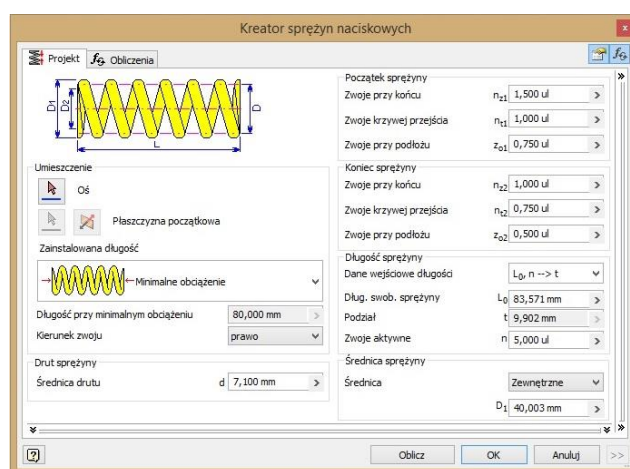 Kreator sprężyn naciskowych
x
Projekt
fG Obliczenia
fG
D1
D2
D
L
Umieszczenie
Oś
Płaszczyzna początkowa
Zainstalowana długość
Minimalne obciążenie
Długość przy minimalnym obciążeniu 80,000 mm >
Kierunek zwoju prawo
Drut sprężyny
Średnica drutu d 7,100 mm >
Początek sprężyny
Zwoje przy końcu nz1 1,500 ul >
Zwoje krzywej przejścia nt1 1,000 ul >
Zwoje przy podłożu zo1 0,750 ul >
Koniec sprężyny
Zwoje przy końcu nz2 1,000 ul >
Zwoje krzywej przejścia nt2 0,750 ul >
Zwoje przy podłożu zo2 0,500 ul >
Długość sprężyny
Dane wejściowe długości L0, n --> t
Dług. swob. sprężyny L0 83,571 mm >
Podział t 9,902 mm >
Zwoje aktywne n 5,000 ul >
Średnica sprężyny
Średnica Zewnętrzne
D1 40,003 mm >
?
Oblicz
OK
Anuluj
>>